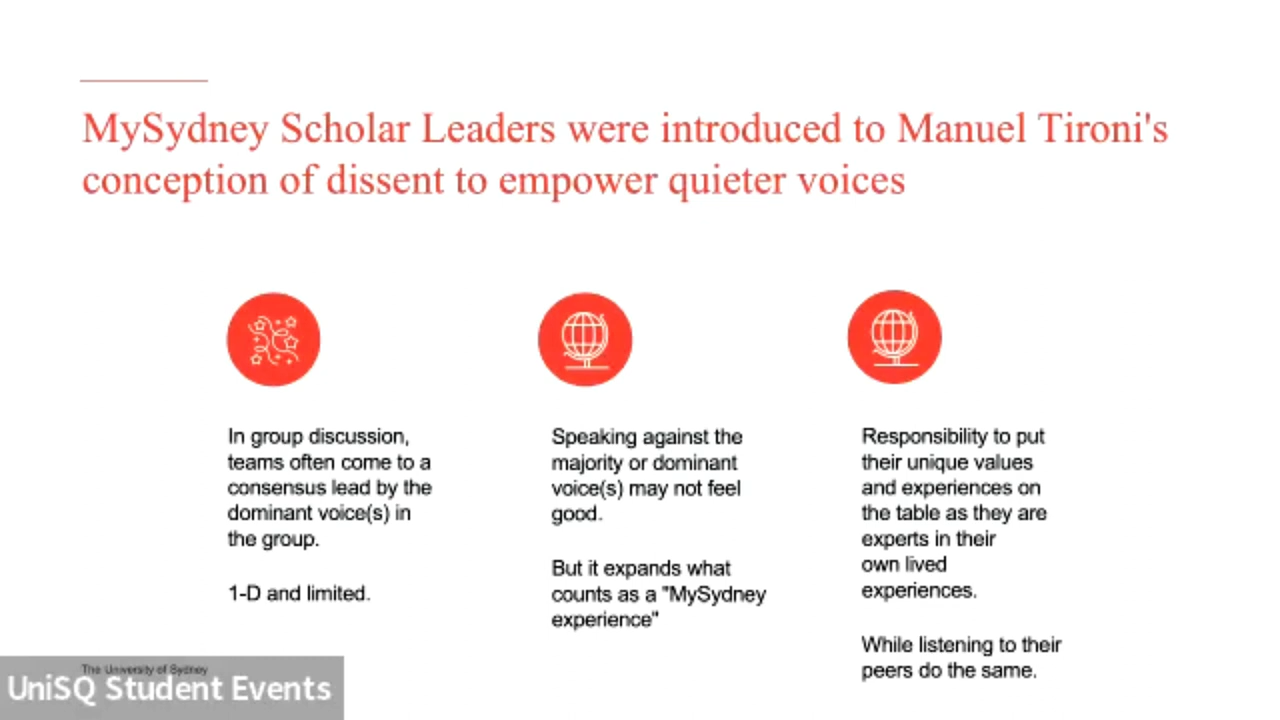 MySydney Scholar Leaders were introduced to Manuel Tironi's
conception of dissent to empower quieter voices
In group discussion,
teams often come to a
consensus lead by the
dominant voice(s) in
the group.
1-D and limited.
Speaking against the
majority or dominant
voice(s) may not feel
good.
But it expands what
counts as a "MySydney
experience"
Responsibility to put
their unique values
and experiences on
the table as they are
experts in their
own lived
experiences.
While listening to their
peers do the same.
The University of Sydney
UniSQ Student Events